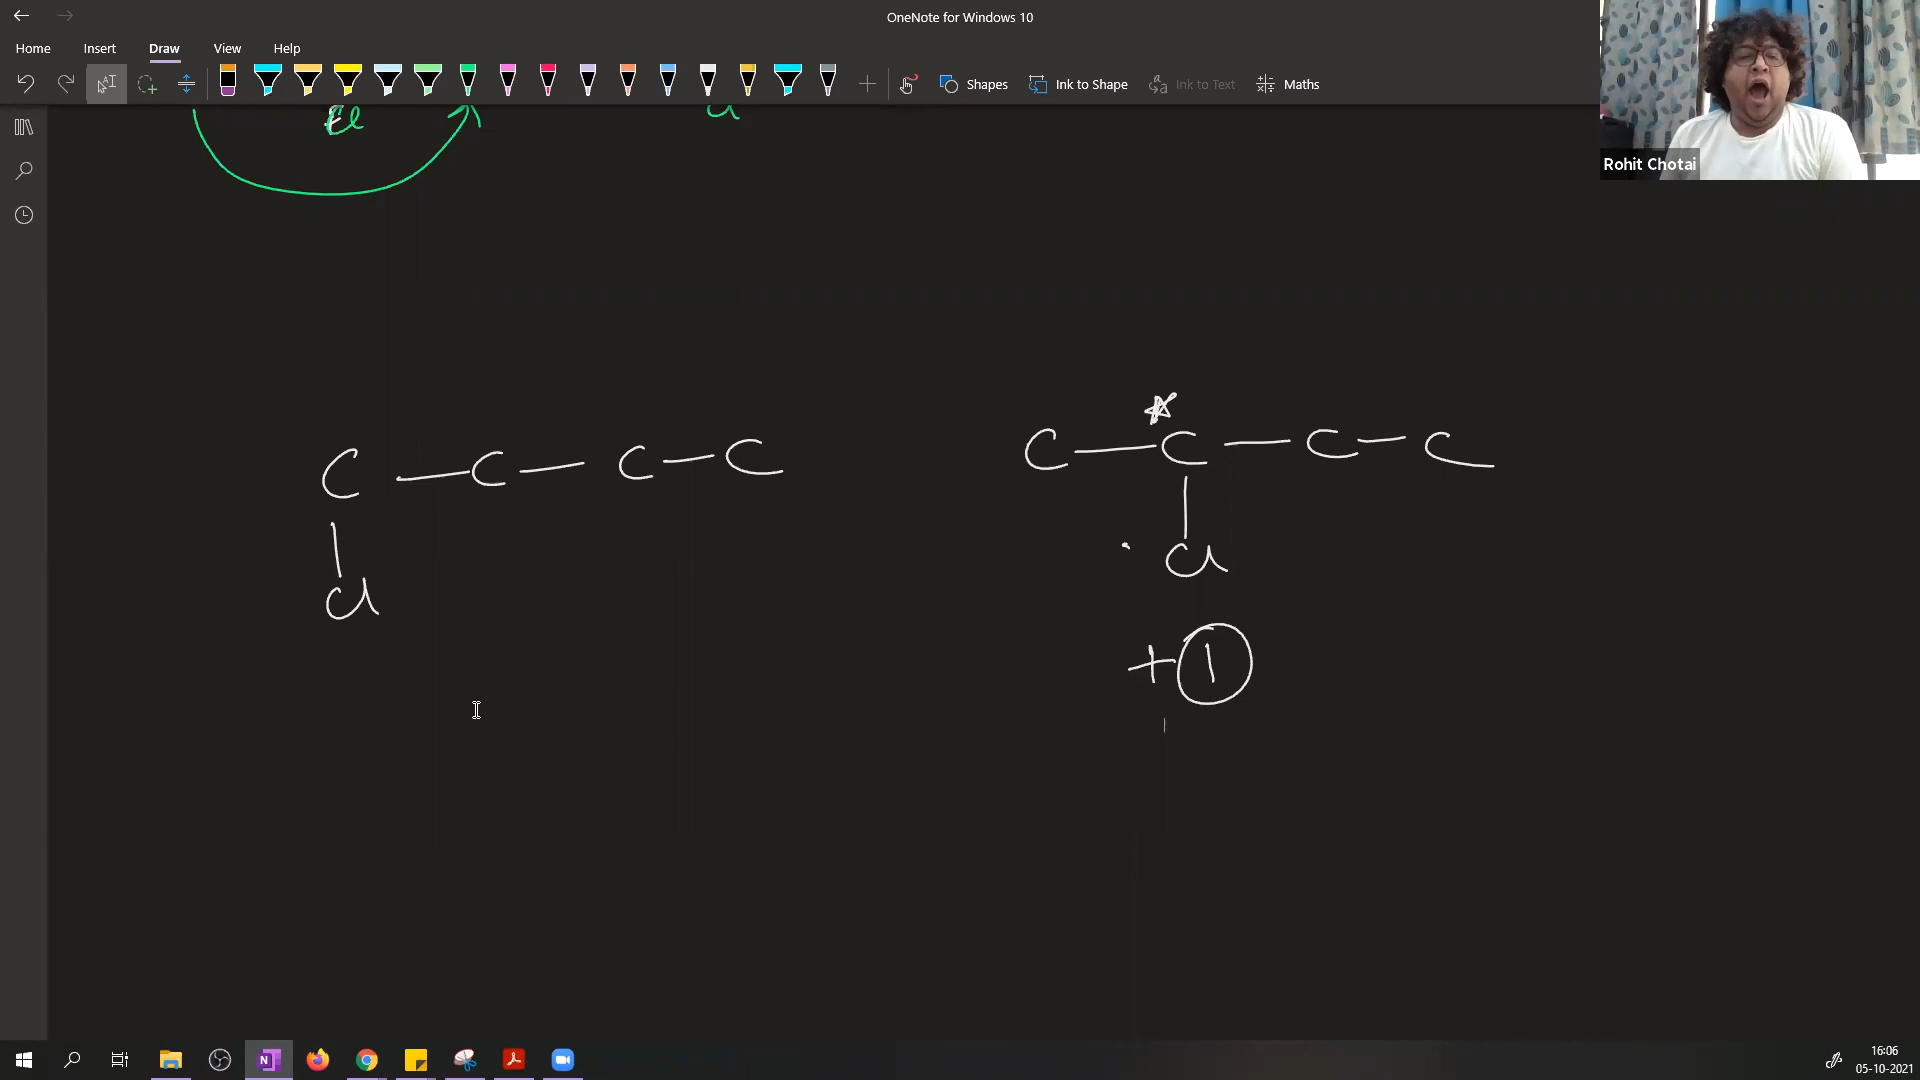 OneNote for Windows 10
Home Insert Draw View Help
Shapes Ink to Shape Ink to Text Maths
Rohit Chotai
Cl
C — C — C — C
Cl
C — C — C — C
Cl
+ 1
16:06
05-10-2021